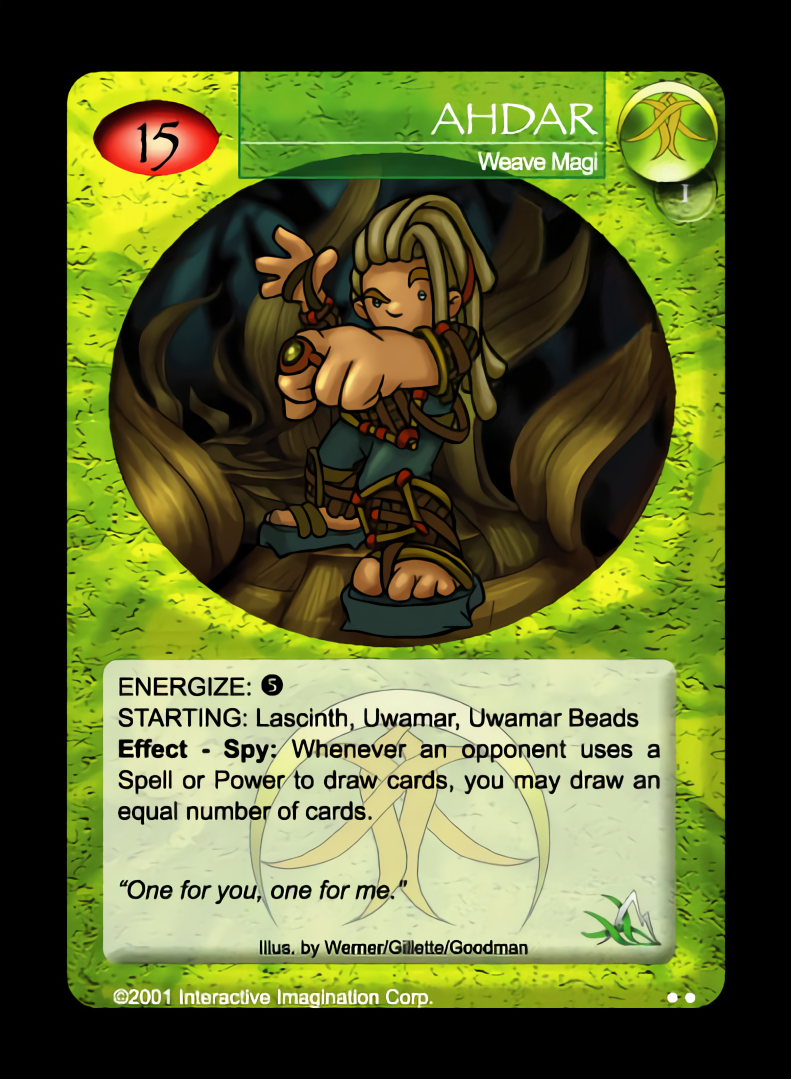 15
AHDAR
Weave Magi
I
ENERGIZE: ❺
STARTING: Lascinth, Uwamar, Uwamar Beads
Effect - Spy: Whenever an opponent uses a
Spell or Power to draw cards, you may draw an
equal number of cards.
“One for you, one for me.”
Illus. by Werner/Gillette/Goodman
©2001 Interactive Imagination Corp.